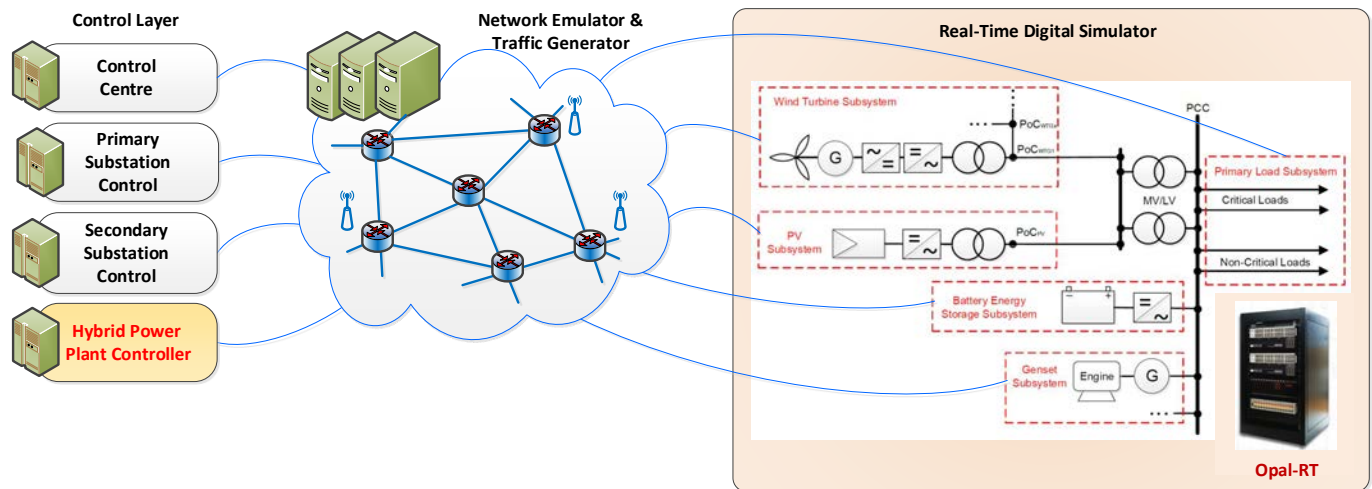 Control Layer
Control
Centre
Primary
Substation
Control
Secondary
Substation
Control
Hybrid Power
Plant Controller
Network Emulator &
Traffic Generator
Real-Time Digital Simulator
Wind Turbine Subsystem
PoC
PoC
G
PV
Subsystem
PoCPV
Battery Energy
Storage Subsystem
Genset
Subsystem
Engine
G
MV/LV
PCC
Primary Load Subsystem
Critical Loads
Non-Critical Loads
Opal-RT